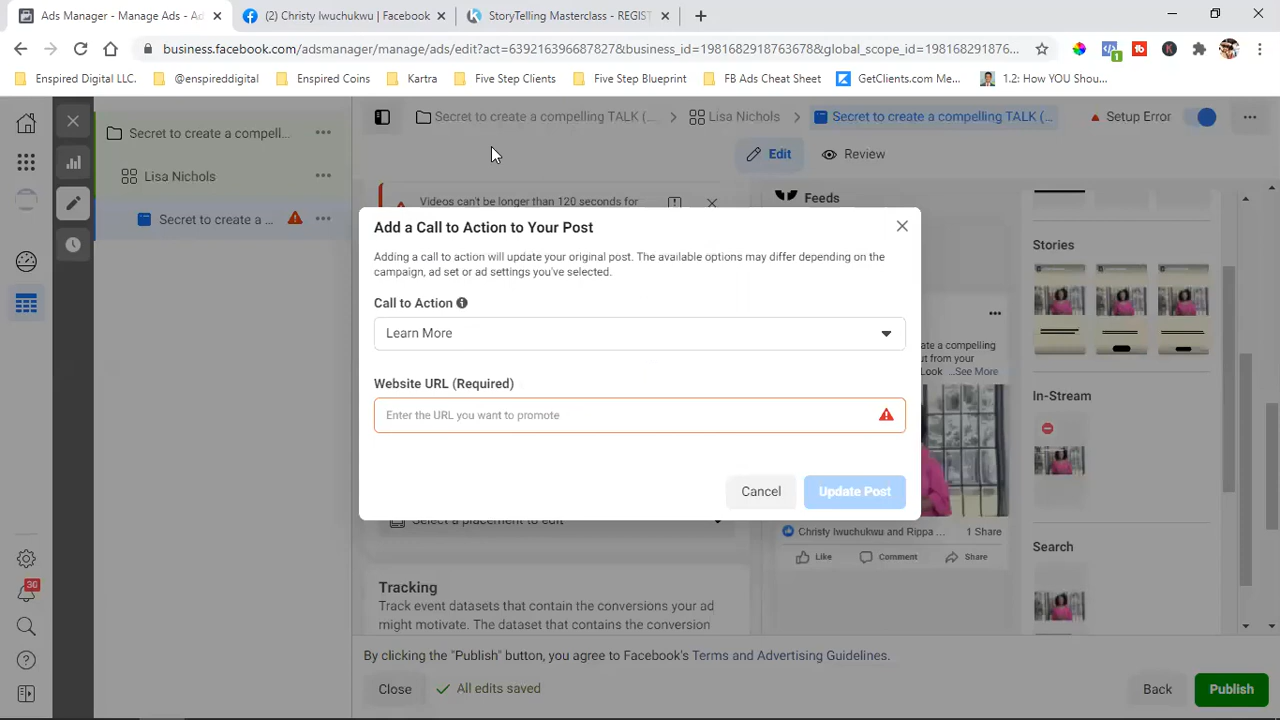 Ads Manager - Manage Ads - Ads
(2) Christy Iwuchukwu | Facebook
StoryTelling Masterclass - REGIST
business.facebook.com/adsmanager/manage/ads/edit?act=639216396687827&business_id=1981682918763678&global_scope_id=198168291876...
1
Enspired Digital LLC.
@enspireddigital
Enspired Coins
Kartra
Five Step Clients
Five Step Blueprint
FB Ads Cheat Sheet
GetClients.com Me...
1.2: How YOU Shou...
Secret to create a compell...
Lisa Nichols
Secret to create a ...
Secret to create a compelling TALK (...
Lisa Nichols
Secret to create a compelling TALK (...
Setup Error
Edit
Review
Videos can't be longer than 120 seconds for
Feeds
Add a Call to Action to Your Post
Adding a call to action will update your original post. The available options may differ depending on the
campaign, ad set or ad settings you've selected.
Call to Action
Learn More
Website URL (Required)
Enter the URL you want to promote
Cancel
Update Post
ate a compelling
ut from your
Look ...See More
Christy Iwuchukwu and Rippa ...
1 Share
Like
Comment
Share
Stories
In-Stream
Search
Select a placement to edit
Tracking
Track event datasets that contain the conversions your ad
might motivate. The dataset that contains the conversion
By clicking the "Publish" button, you agree to Facebook's Terms and Advertising Guidelines.
30
Close
All edits saved
Back
Publish